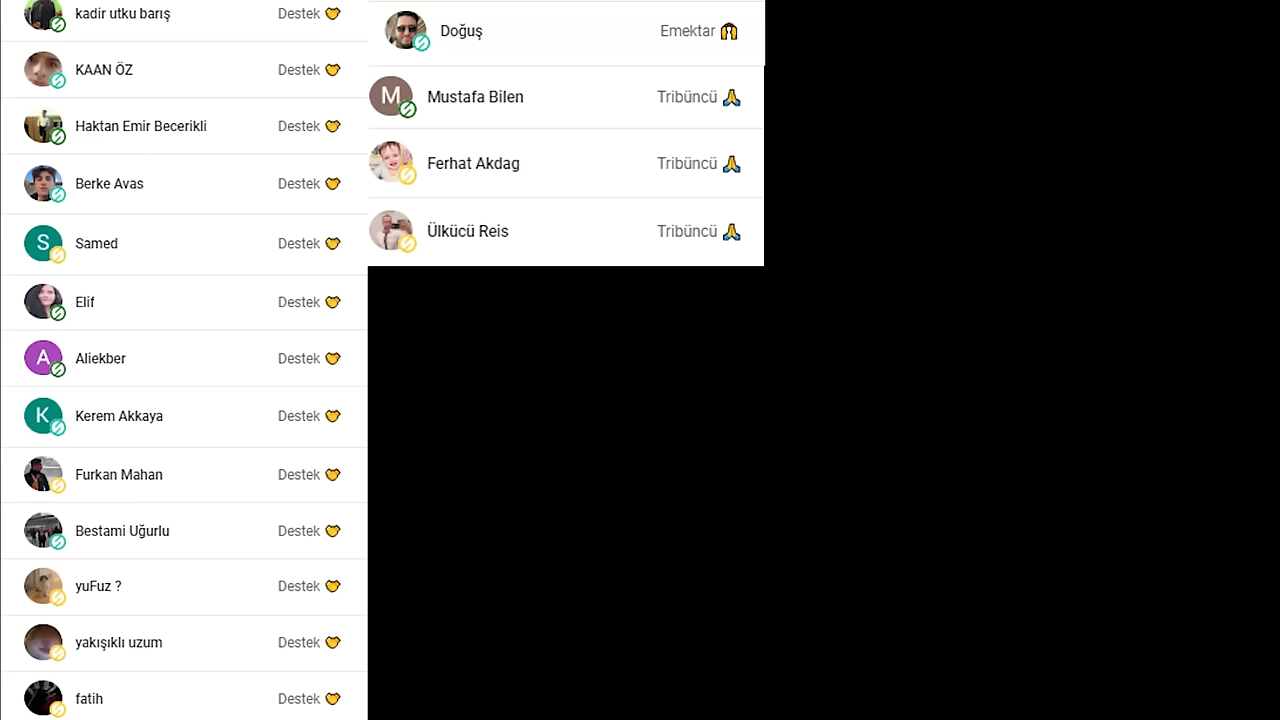 kadir utku barış Destek 🤝
KAAN ÖZ Destek 🤝
Haktan Emir Becerikli Destek 🤝
Berke Avas Destek 🤝
S Samed Destek 🤝
Elif Destek 🤝
A Aliekber Destek 🤝
K Kerem Akkaya Destek 🤝
Furkan Mahan Destek 🤝
Bestami Uğurlu Destek 🤝
yuFuz ? Destek 🤝
yakışıklı uzum Destek 🤝
fatih Destek 🤝
Doğuş Emektar 🙌
M Mustafa Bilen Tribüncü 🙏
Ferhat Akdag Tribüncü 🙏
Ülkücü Reis Tribüncü 🙏